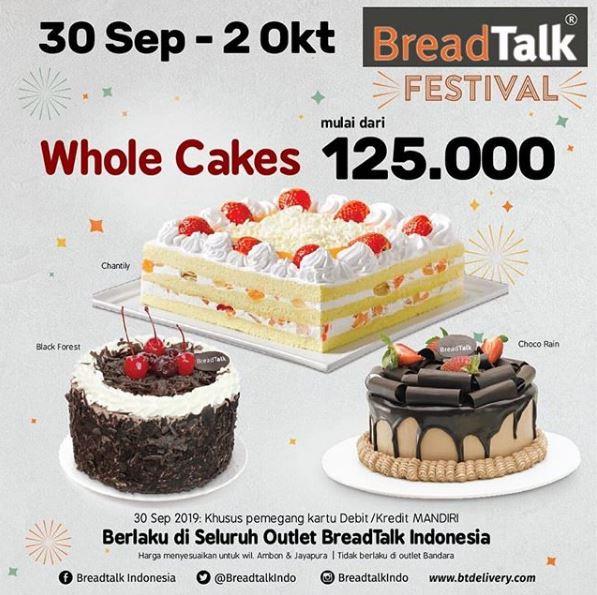 30 Sep - 2 Okt
BreadTalk®
FESTIVAL
mulai dari
Whole Cakes 125.000
Chantily
Black Forest
BreadTalk
BreadTalk
Choco Rain
30 Sep 2019: Khusus pemegang kartu Debit/Kredit MANDIRI
Berlaku di Seluruh Outlet BreadTalk Indonesia
Harga menyesuaikan untuk wil. Ambon & Jayapura | Tidak berlaku di outlet Bandara
Breadtalk Indonesia @BreadtalkIndo BreadtalkIndo www.btdelivery.com